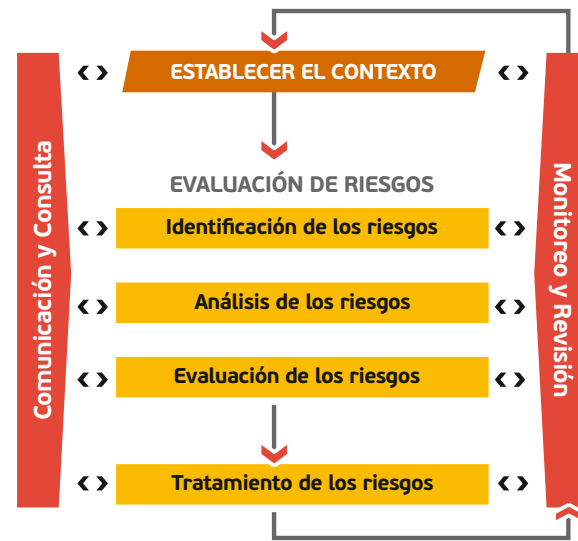 ESTABLECER EL CONTEXTO
Comunicación y Consulta
Monitoreo y Revisión
EVALUACIÓN DE RIESGOS
Identificación de los riesgos
Análisis de los riesgos
Evaluación de los riesgos
Tratamiento de los riesgos